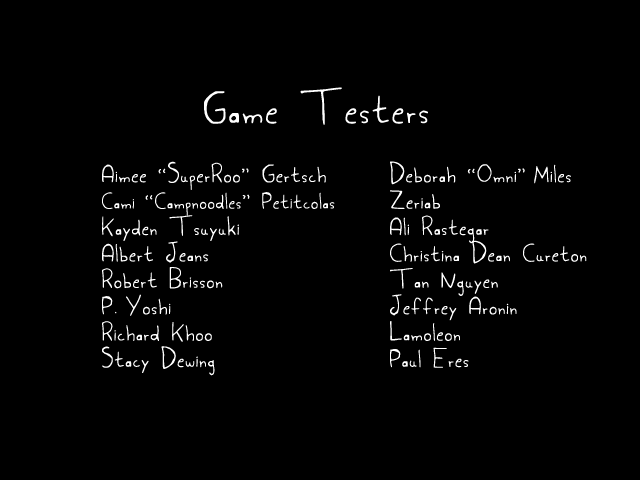 Game Testers
Aimee "SuperRoo" Gertsch
Cami "Campnoodles" Petitcolas
Kayden Tsuyuki
Albert Jeans
Robert Brisson
P. Yoshi
Richard Khoo
Stacy Dewing
Deborah "Omni" Miles
Zeriab
Ali Rastegar
Christina Dean Cureton
Tan Nguyen
Jeffrey Aronin
Lamoleon
Paul Eres